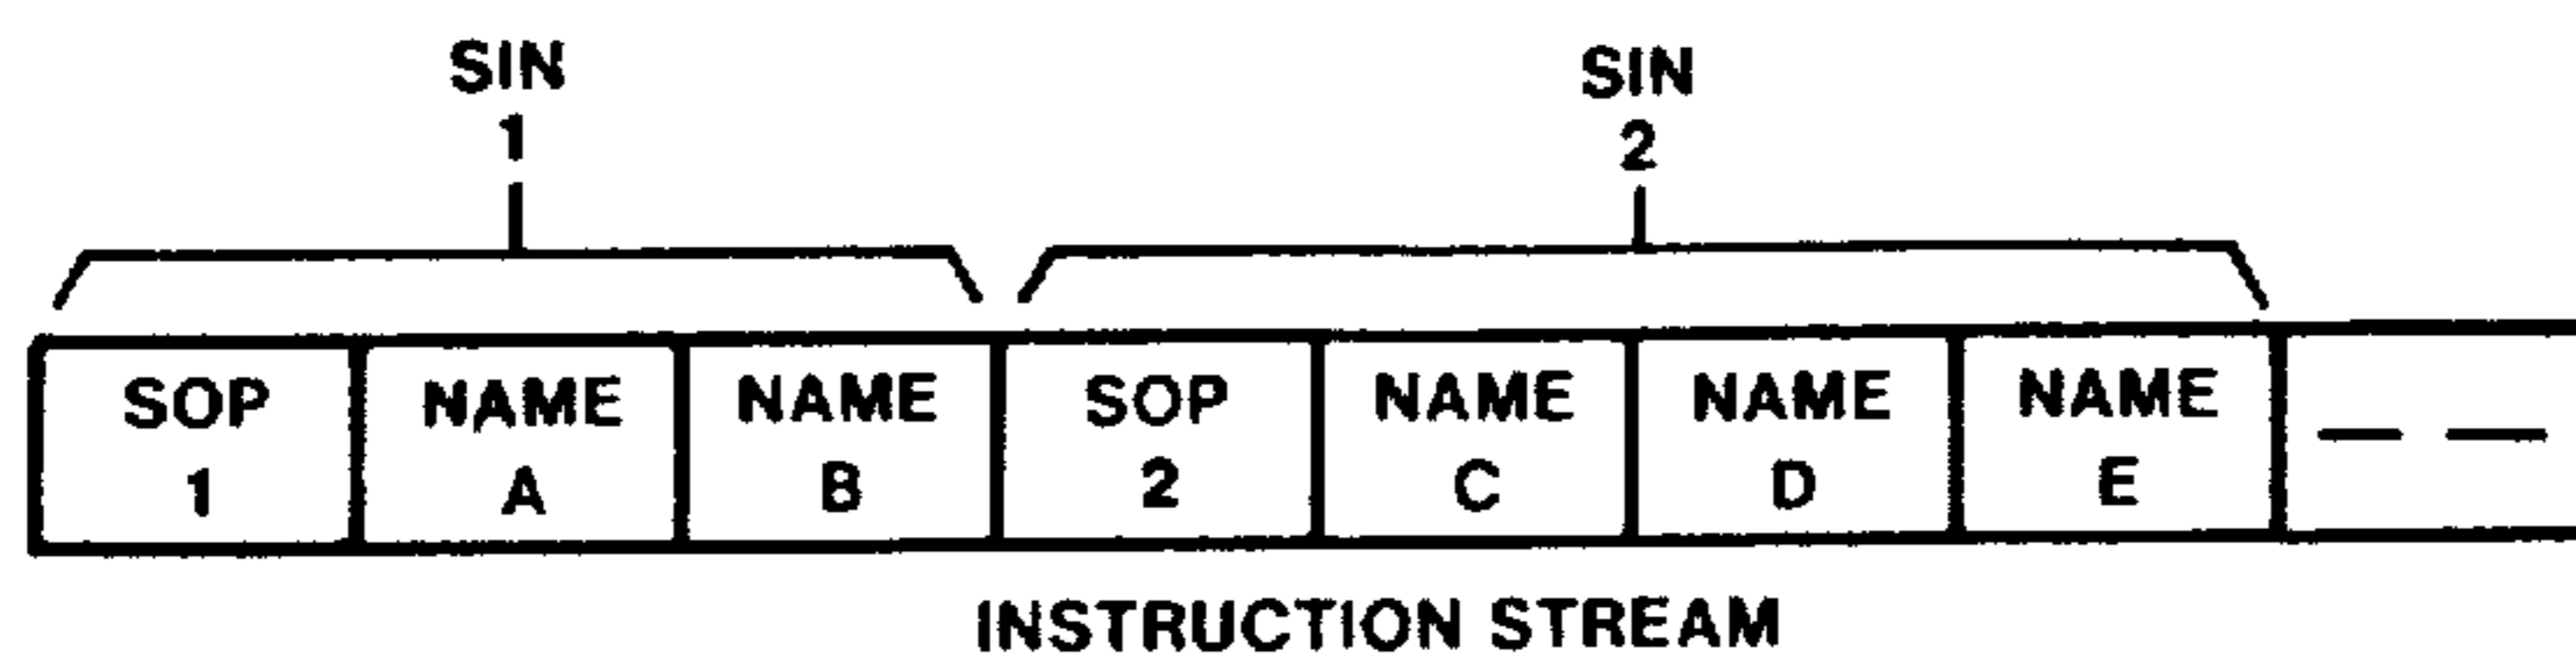 SIN SIN
1 2
SOP NAME NAME SOP NAME NAME NAME
1 A B 2 C D E
INSTRUCTION STREAM